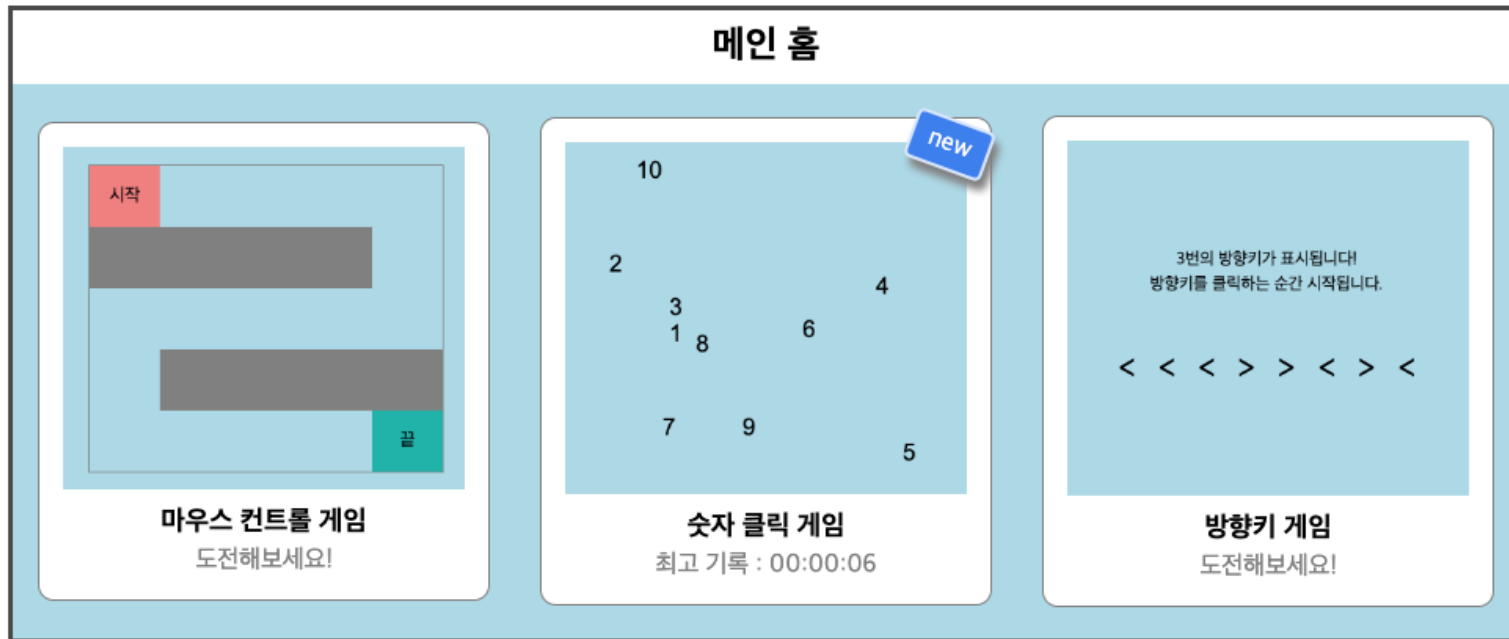 메인 홈
시작
끝
마우스 컨트롤 게임
도전해보세요!
new
10
2
4
3
6
1
8
7
9
5
숫자 클릭 게임
최고 기록 : 00:00:06
3번의 방향키가 표시됩니다!
방향키를 클릭하는 순간 시작됩니다.
< < < > > < > <
방향키 게임
도전해보세요!